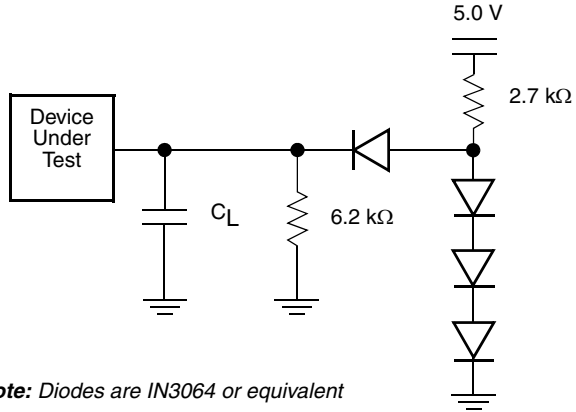 5.0 V
2.7 kΩ
Device
Under
Test
CL
6.2 kΩ
ote: Diodes are IN3064 or equivalent